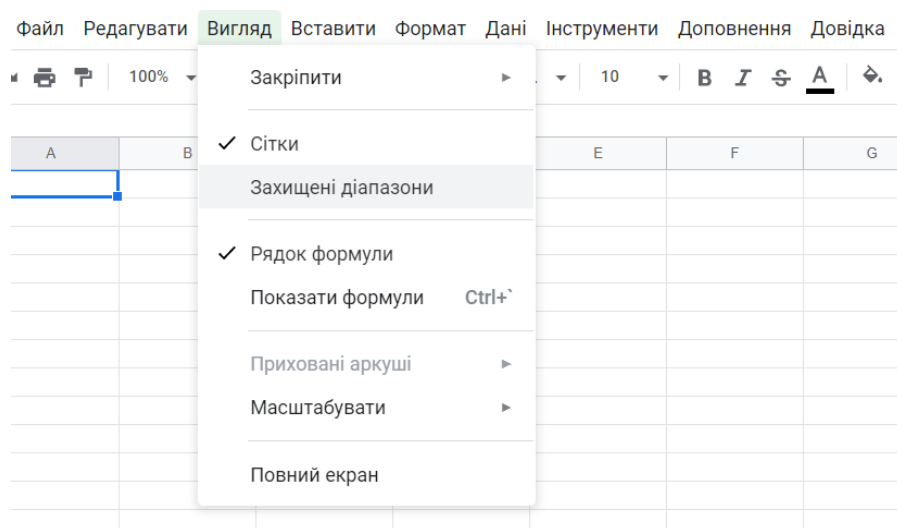 Файл Редагувати Вигляд Вставити Формат Дані Інструменти Доповнення Довідка
100% 10 B I S A
Закріпити
A B E F G
Сітки
Захищені діапазони
Рядок формули
Показати формули Ctrl+`
Приховані аркуші
Масштабувати
Повний екран